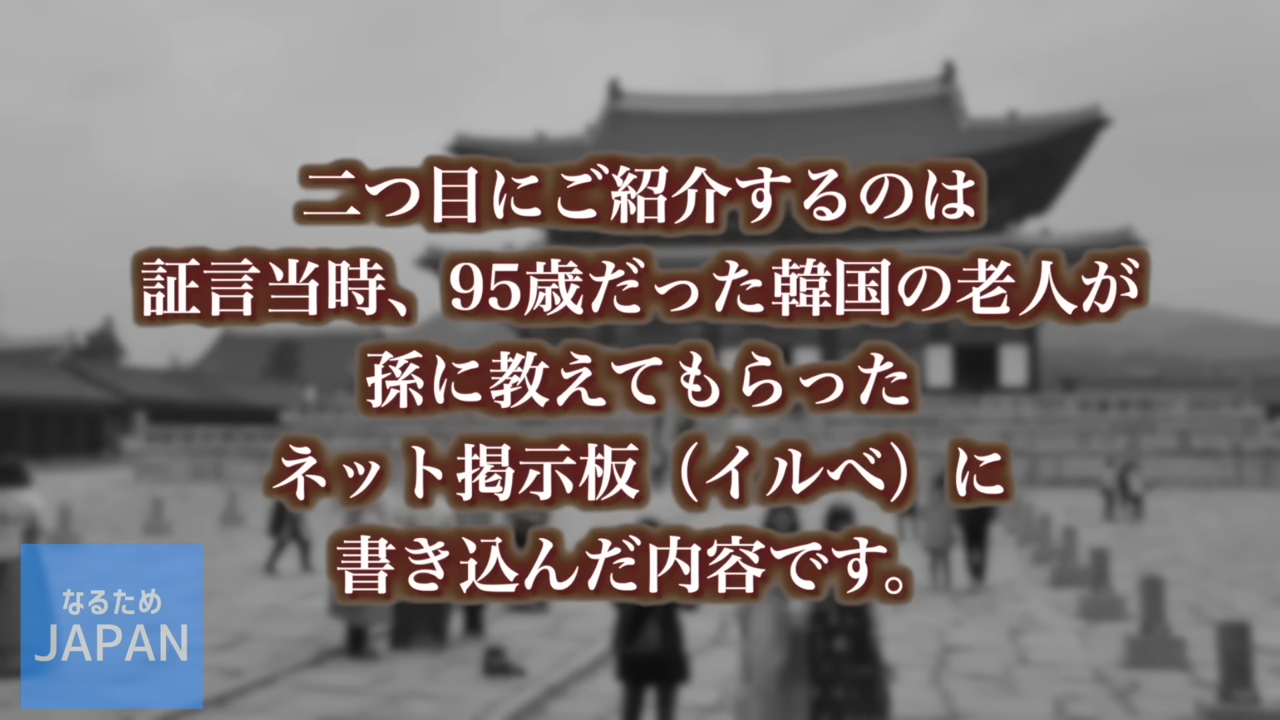 二つ目にご紹介するのは
証言当時、95歳だった韓国の老人が
孫に教えてもらった
ネット掲示板（イルベ）に
書き込んだ内容です。
なるため
JAPAN